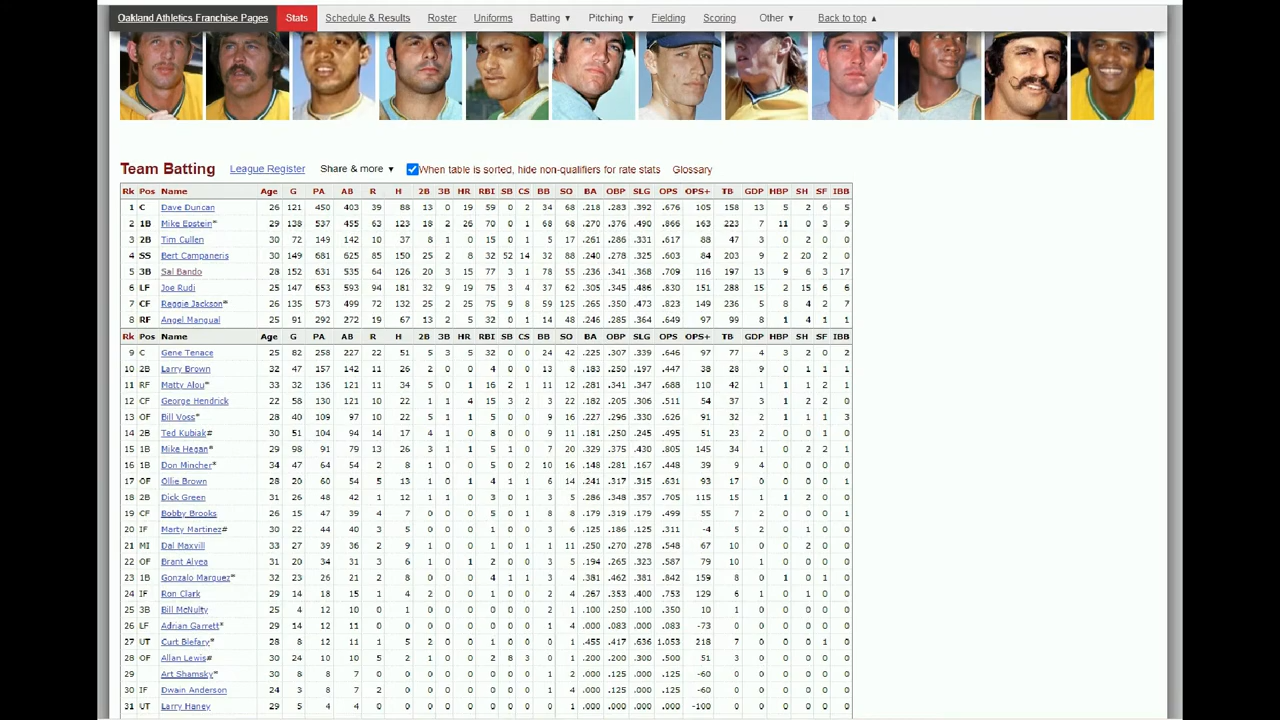 Oakland Athletics Franchise Pages Stats Schedule & Results Roster Uniforms Batting ▼ Pitching ▼ Fielding Scoring Other ▼ Back to top ▲
Team Batting League Register Share & more ▼ When table is sorted, hide non-qualifiers for rate stats Glossary
Rk Pos Name Age G PA AB R H 2B 3B HR RBI SB CS BB SO BA OBP SLG OPS OPS+ TB GDP HBP SH SF IBB
1 C Dave Duncan 26 121 450 403 39 88 13 0 19 59 0 2 34 68 .218 .283 .392 .676 105 158 13 5 2 6 5
2 1B Mike Epstein* 29 138 537 455 63 123 18 2 26 70 0 1 68 68 .270 .376 .490 .866 163 223 7 11 0 3 9
3 2B Tim Cullen 30 72 149 142 10 37 8 1 0 15 0 0 5 17 .261 .286 .331 .617 88 47 3 0 2 0 0
4 SS Bert Campaneris 30 149 681 625 85 150 25 2 8 32 52 14 32 88 .240 .278 .325 .603 84 203 9 2 20 2 0
5 3B Sal Bando 28 152 631 535 64 126 20 3 15 77 3 1 78 55 .236 .341 .368 .709 116 197 13 9 6 3 17
6 LF Joe Rudi 25 147 653 593 94 181 32 9 19 75 3 4 37 62 .305 .345 .486 .830 151 288 15 2 15 6 6
7 CF Reggie Jackson* 26 135 573 499 72 132 25 2 25 75 9 8 59 125 .265 .350 .473 .823 149 236 5 8 4 2 7
8 RF Angel Mangual 25 91 292 272 19 67 13 2 5 32 0 1 14 48 .246 .285 .364 .649 97 99 8 1 4 1 1
Rk Pos Name Age G PA AB R H 2B 3B HR RBI SB CS BB SO BA OBP SLG OPS OPS+ TB GDP HBP SH SF IBB
9 C Gene Tenace 25 82 258 227 22 51 5 3 5 32 0 0 24 42 .225 .307 .339 .646 97 77 4 3 2 0 2
10 2B Larry Brown 32 47 157 142 11 26 2 0 0 4 0 0 13 8 .183 .250 .197 .447 38 28 9 0 1 1 1
11 RF Matty Alou* 33 32 136 121 11 34 5 0 1 16 2 1 11 12 .281 .341 .347 .688 110 42 1 1 1 2 1
12 CF George Hendrick 22 58 130 121 10 22 1 1 4 15 3 2 3 22 .182 .205 .306 .511 54 37 3 1 2 2 0
13 OF Bill Voss* 28 40 109 97 10 22 5 1 1 5 0 0 9 16 .227 .296 .330 .626 91 32 2 1 1 1 3
14 2B Ted Kubiak# 30 51 104 94 14 17 4 1 0 8 0 0 9 11 .181 .250 .245 .495 51 23 2 0 0 1 0
15 1B Mike Hegan* 29 98 91 79 13 26 3 1 1 5 1 0 7 20 .329 .375 .430 .805 145 34 1 0 2 2 1
16 1B Don Mincher* 34 47 64 54 2 8 1 0 0 5 0 2 10 16 .148 .281 .167 .448 39 9 4 0 0 0 0
17 OF Ollie Brown 28 20 60 54 5 13 1 0 1 4 1 1 6 14 .241 .317 .315 .631 93 17 0 0 0 0 1
18 2B Dick Green 31 26 48 42 1 12 1 1 0 3 0 1 3 5 .286 .348 .357 .705 115 15 1 1 2 0 0
19 CF Bobby Brooks 26 15 47 39 4 7 0 0 0 5 0 1 8 8 .179 .319 .179 .499 55 7 2 0 0 0 1
20 IF Marty Martinez# 30 22 44 40 3 5 0 0 0 1 0 0 3 6 .125 .186 .125 .311 -4 5 2 0 1 0 0
21 MI Dal Maxvill 33 27 39 36 2 9 1 0 0 1 0 1 1 11 .250 .270 .278 .548 67 10 0 0 2 0 0
22 OF Brant Alyea 31 20 34 31 3 6 1 0 1 2 0 0 3 5 .194 .265 .323 .587 79 10 1 0 0 0 0
23 1B Gonzalo Marquez* 32 23 26 21 2 8 0 0 0 4 1 1 3 4 .381 .462 .381 .842 159 8 0 1 0 1 0
24 IF Ron Clark 29 14 18 15 1 4 2 0 0 1 0 0 2 4 .267 .353 .400 .753 129 6 1 0 1 0 0
25 3B Bill McNulty 25 4 12 10 0 1 0 0 0 0 0 0 2 1 .100 .250 .100 .350 10 1 0 0 0 0 0
26 LF Adrian Garrett* 29 14 12 11 0 0 0 0 0 0 0 0 1 4 .000 .083 .000 .083 -73 0 0 0 0 0 0
27 UT Curt Blefary* 28 8 12 11 1 5 2 0 0 1 0 0 0 1 .455 .417 .636 1.053 218 7 0 0 0 1 0
28 OF Allan Lewis# 30 24 10 10 5 2 1 0 0 2 8 3 0 1 .200 .200 .300 .500 51 3 0 0 0 0 0
29 Art Shamsky* 30 8 8 7 0 0 0 0 0 0 0 0 1 2 .000 .125 .000 .125 -60 0 0 0 0 0 0
30 IF Dwain Anderson 24 3 8 7 2 0 0 0 0 0 0 0 1 4 .000 .125 .000 .125 -60 0 0 0 0 0 0
31 UT Larry Haney 29 5 4 4 0 0 0 0 0 0 0 0 0 1 .000 .000 .000 .000 -100 0 0 0 0 0 0